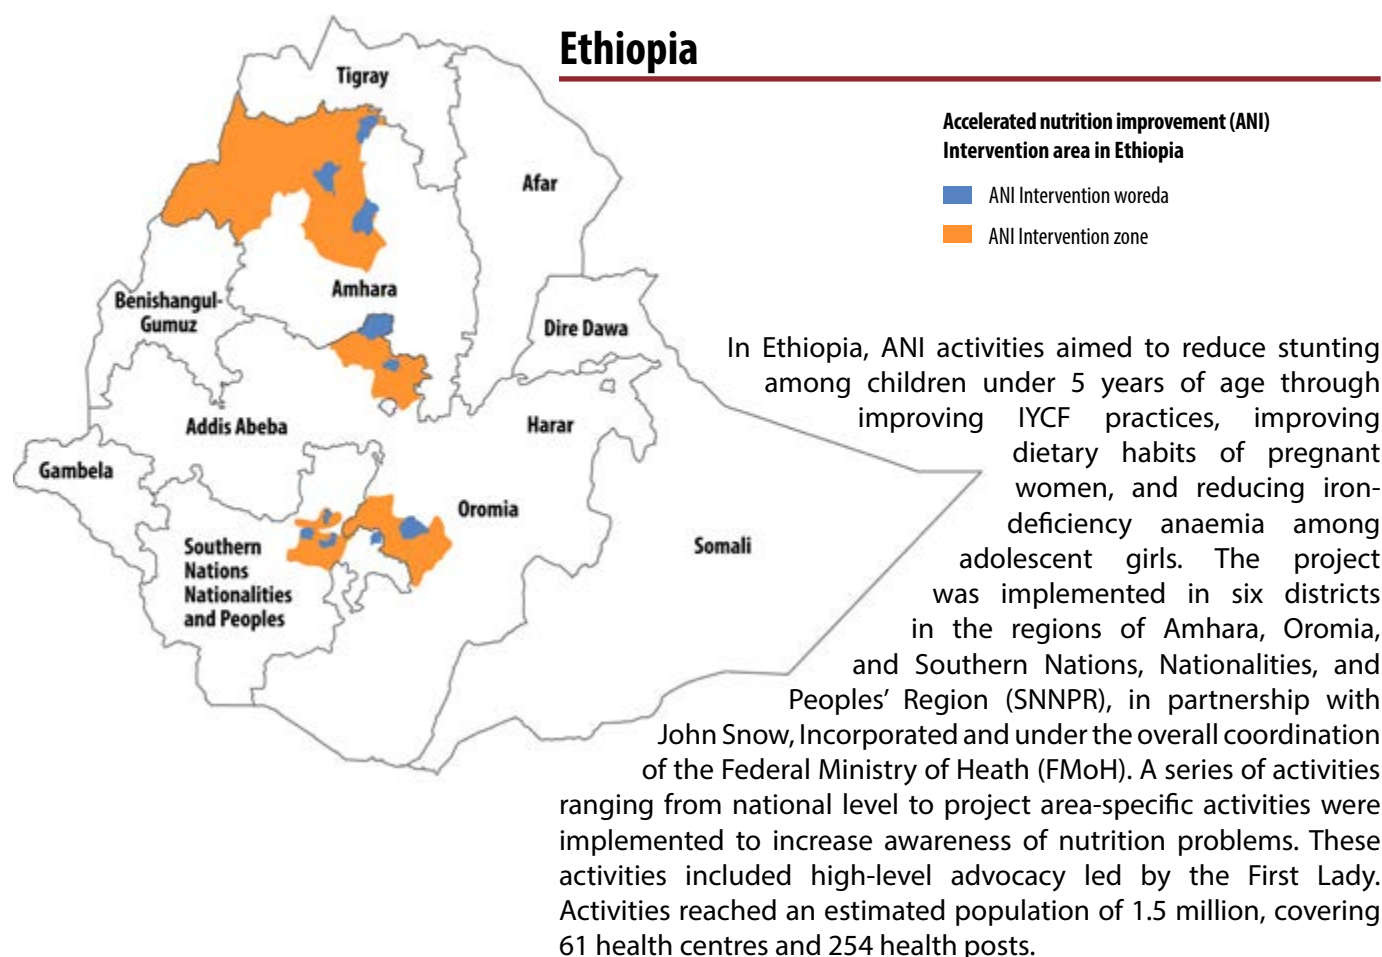 Ethiopia
Tigray
Afar
Amhara
Benishangul-
Gumuz
Dire Dawa
Addis Abeba
Harar
Gambela
Oromia
Southern
Nations
Nationalities
and Peoples
Somali
Accelerated nutrition improvement (ANI)
Intervention area in Ethiopia
ANI Intervention woreda
ANI Intervention zone
In Ethiopia, ANI activities aimed to reduce stunting
among children under 5 years of age through
improving IYCF practices, improving
dietary habits of pregnant
women, and reducing iron-
deficiency anaemia among
adolescent girls. The project
was implemented in six districts
in the regions of Amhara, Oromia,
and Southern Nations, Nationalities, and
Peoples’ Region (SNNPR), in partnership with
John Snow, Incorporated and under the overall coordination
of the Federal Ministry of Heath (FMoH). A series of activities
ranging from national level to project area-specific activities were
implemented to increase awareness of nutrition problems. These
activities included high-level advocacy led by the First Lady.
Activities reached an estimated population of 1.5 million, covering
61 health centres and 254 health posts.